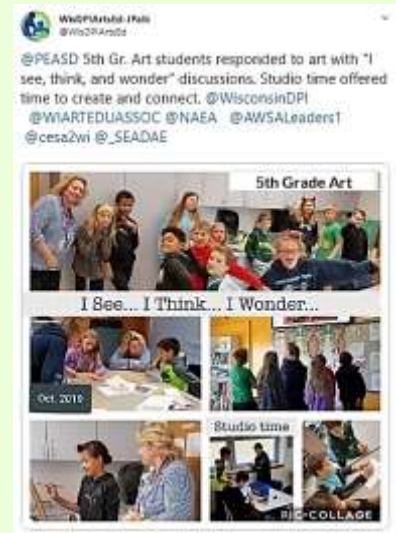 WisDPIArtsEd-JPalo
@WisDPIArtsEd
@PEASD 5th Gr. Art students responded to art with "I
see, think, and wonder" discussions. Studio time offered
time to create and connect. @WisconsinDPI
@WIARTEDUASSOC @NAEA @AWSALeaders1
@cesa2wi @_SEADAE
5th Grade Art
I See... I Think... I Wonder...
Oct. 2019
Studio time
PIC•COLLAGE